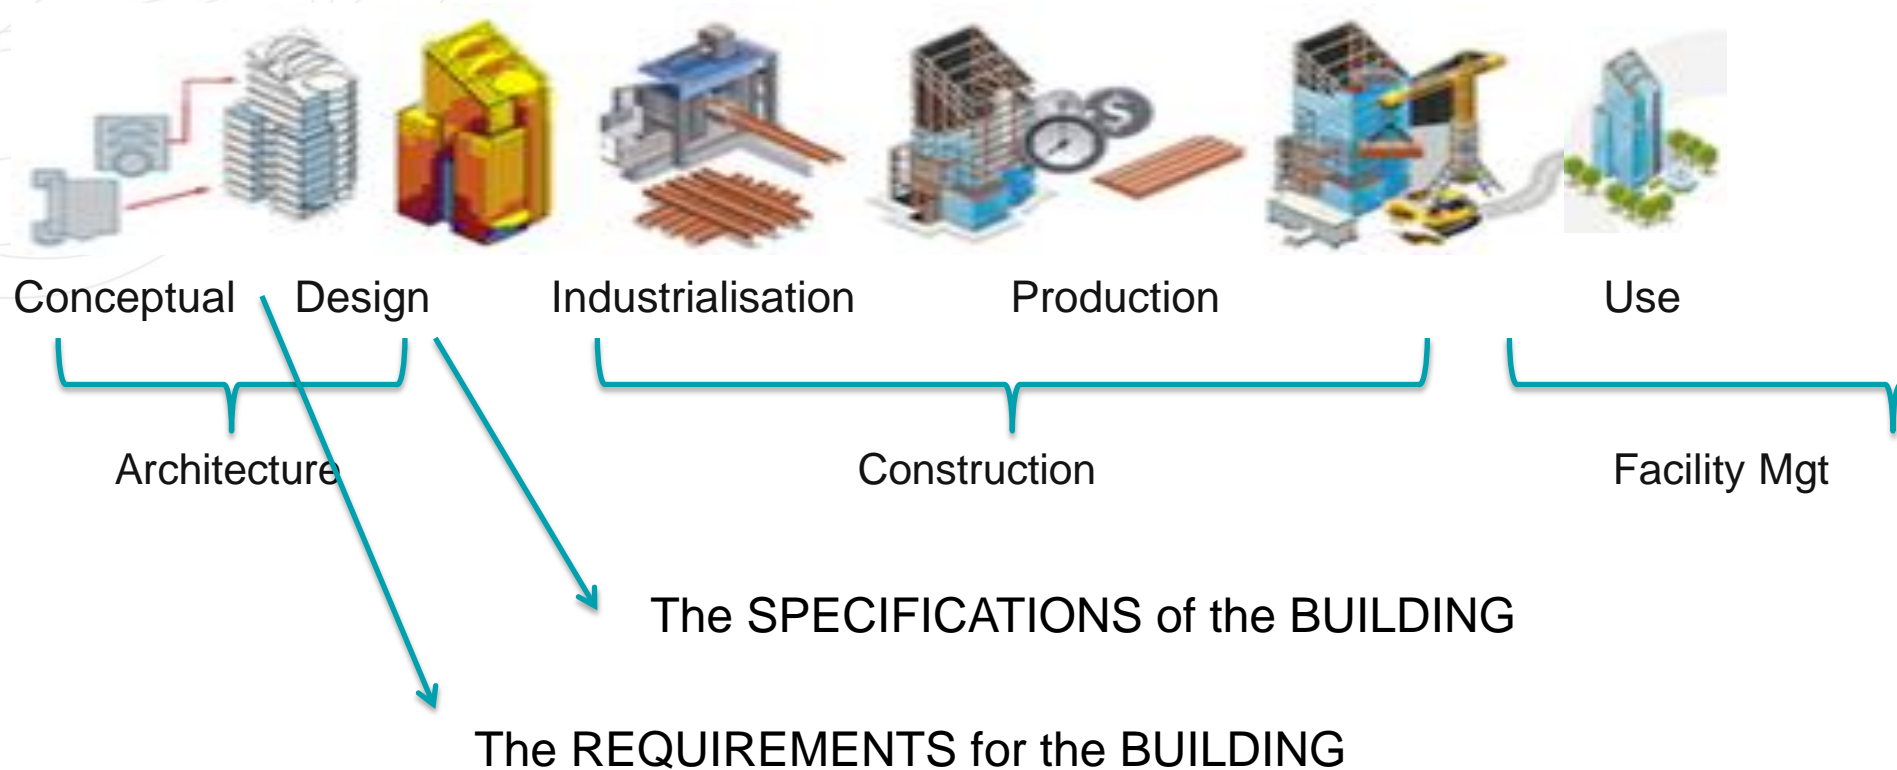 Conceptual Design Industrialisation Production Use
Architecture Construction Facility Mgt
The SPECIFICATIONS of the BUILDING
The REQUIREMENTS for the BUILDING